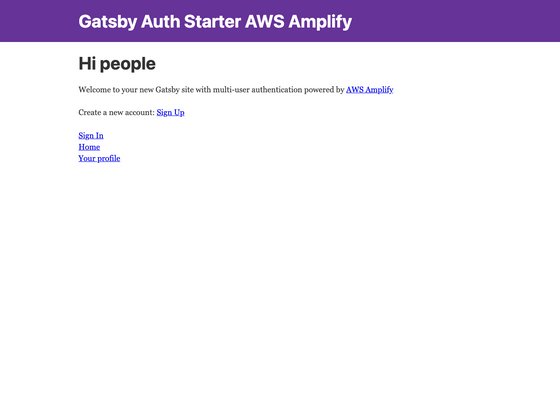 Gatsby Auth Starter AWS Amplify
Hi people
Welcome to your new Gatsby site with multi-user authentication powered by AWS Amplify
Create a new account: Sign Up
Sign In
Home
Your profile